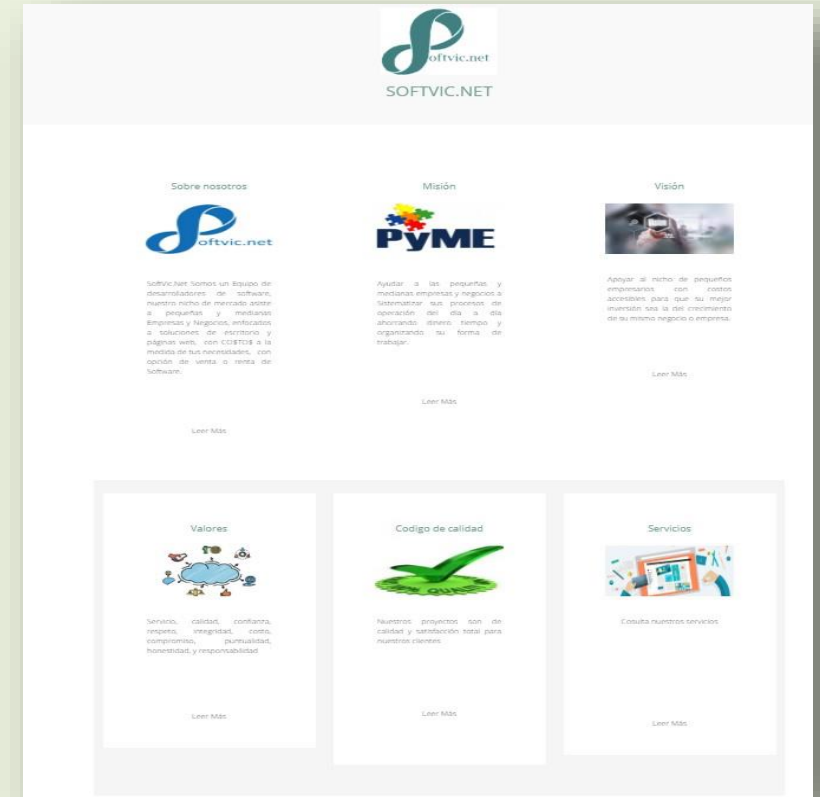 oftvic.net
SOFTVIC.NET
Sobre nosotros
oftvic.net
SoftVic.Net Somos un Equipo de
desarrolladores de software,
nuestro nicho de mercado asiste
a pequeñas y medianas
Empresas y Negocios, enfocados
a soluciones de escritorio y
páginas web, con CO$TO$ a la
medida de sus necesidades, con
opción de venta o renta de
Software.
Leer Más
Misión
PyME
Ayudar a las pequeñas y
medianas empresas y negocios a
Sistematizar sus procesos de
operación del día a día
ahorrando dinero tiempo y
organizando su forma de
trabajar.
Leer Más
Visión
Apoyar al nicho de pequeños
empresarios con costos
accesibles para que su mejor
inversión sea la del crecimiento
de su mismo negocio o empresa.
Leer Más
Valores
Servicio, calidad, confianza,
respeto, integridad, costo,
compromiso, puntualidad,
honestidad, y responsabilidad
Leer Más
Codigo de calidad
QUALITY
Nuestros proyectos son de
calidad y satisfacción total para
nuestros clientes
Leer Más
Servicios
Cosulta nuestros servicios
Leer Más